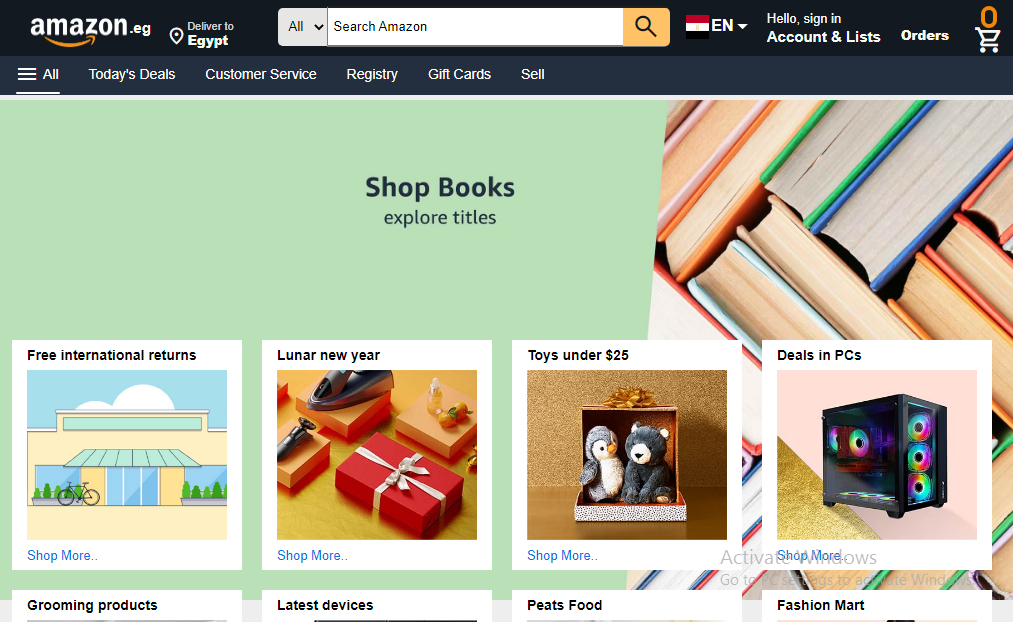 amazon.eg
Deliver to
Egypt
All
Search Amazon
EN
Hello, sign in
Account & Lists
Orders
0
All
Today's Deals
Customer Service
Registry
Gift Cards
Sell
Shop Books
explore titles
Free international returns
Lunar new year
Toys under $25
Deals in PCs
Shop More..
Shop More..
Shop More..
Shop More..
Activate Windows
Go to PC settings to activate Windows.
Grooming products
Latest devices
Peats Food
Fashion Mart